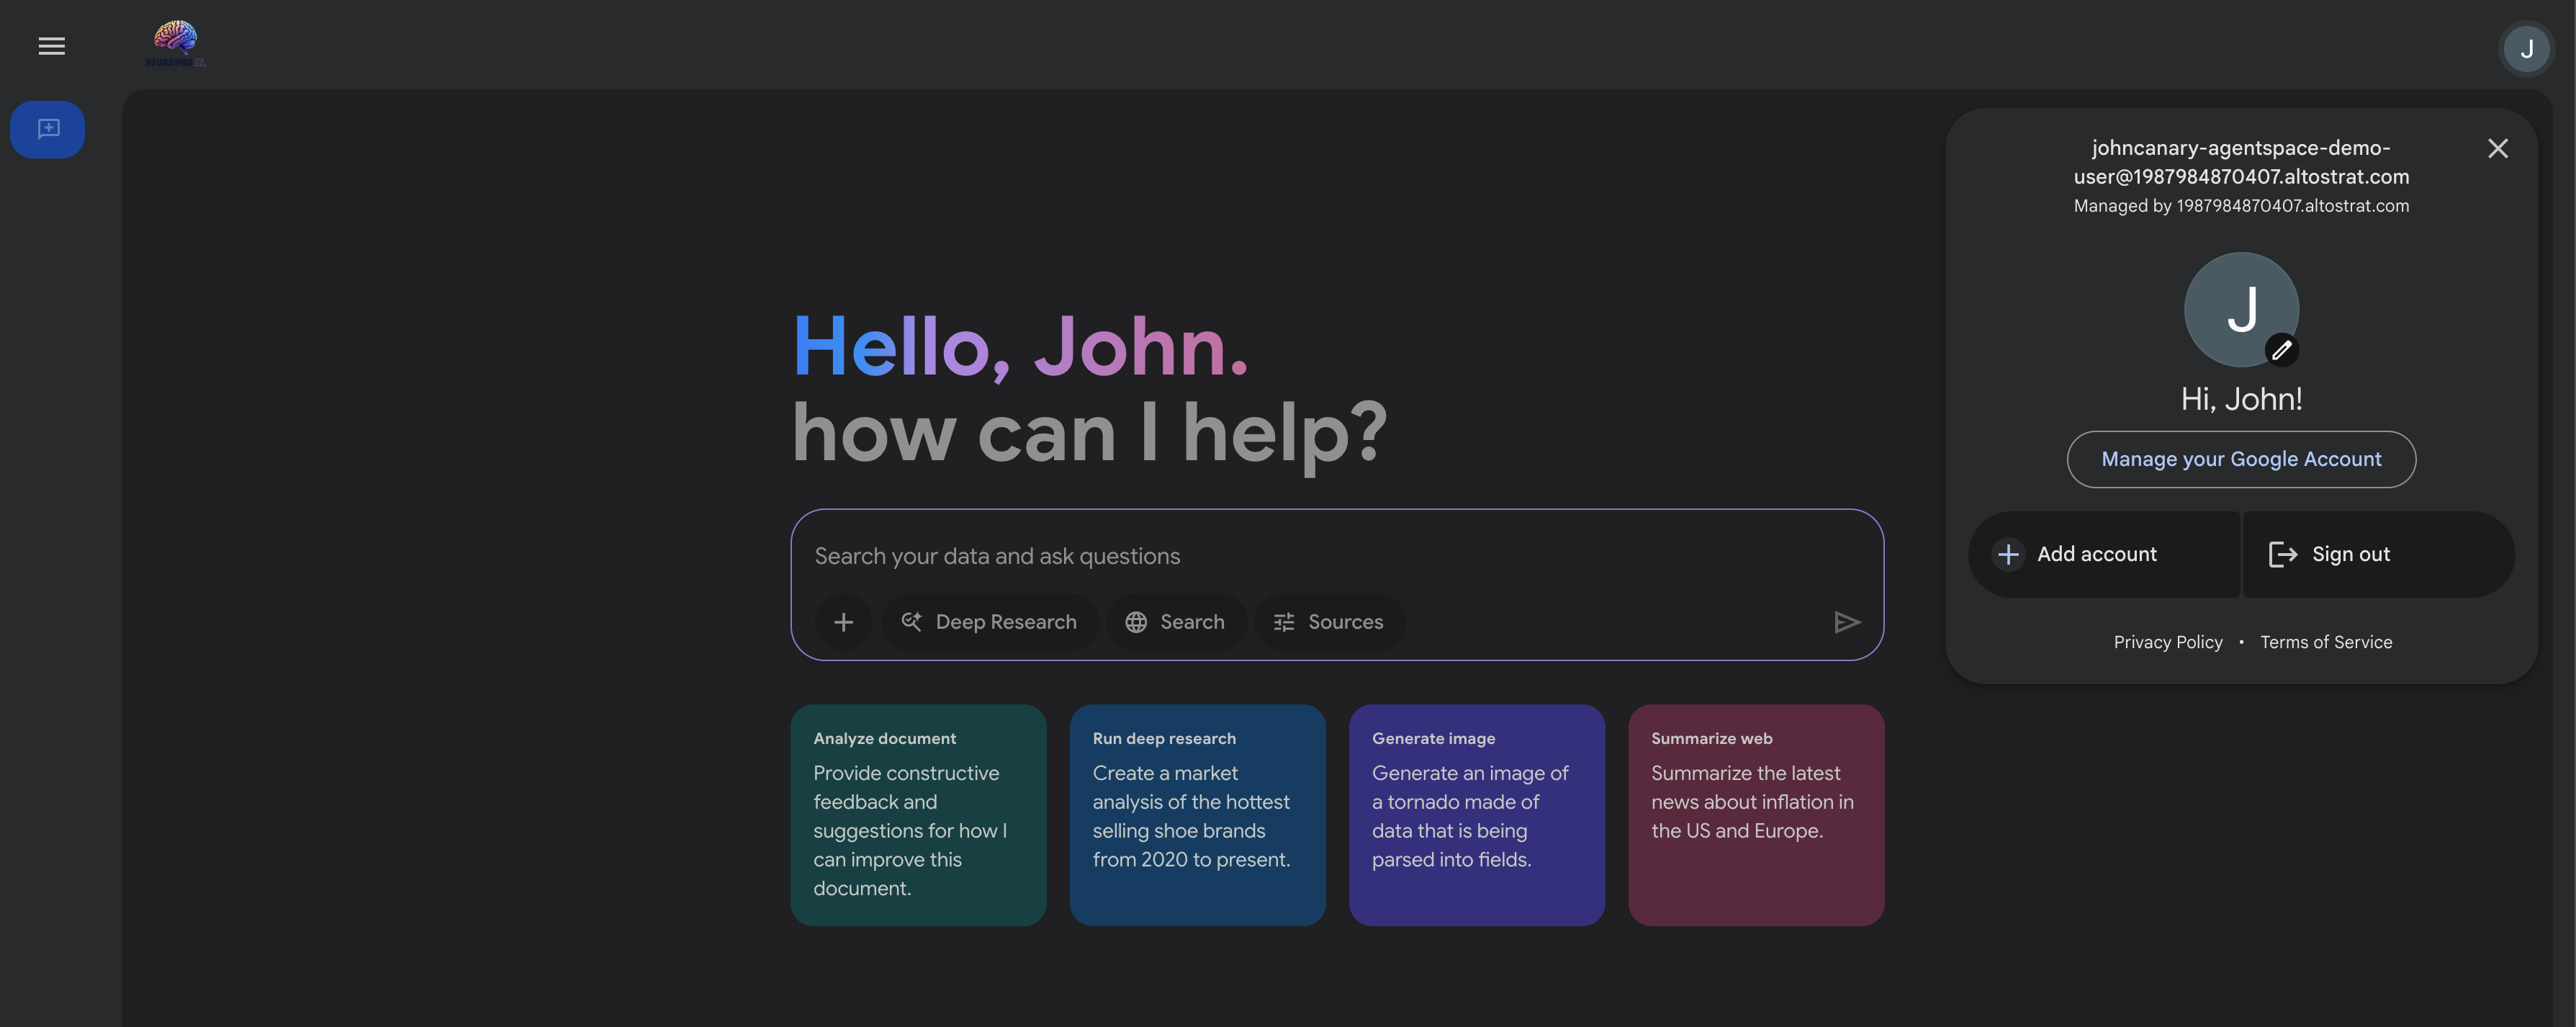 NEURAVISE
J
Hello, John.
how can I help?
Search your data and ask questions
Deep Research
Search
Sources
Analyze document
Provide constructive
feedback and
suggestions for how I
can improve this
document.
Run deep research
Create a market
analysis of the hottest
selling shoe brands
from 2020 to present.
Generate image
Generate an image of
a tornado made of
data that is being
parsed into fields.
Summarize web
Summarize the latest
news about inflation in
the US and Europe.
johncanary-agentspace-demo-
user@1987984870407.altostrat.com
Managed by 1987984870407.altostrat.com
J
Hi, John!
Manage your Google Account
Add account
Sign out
Privacy Policy • Terms of Service